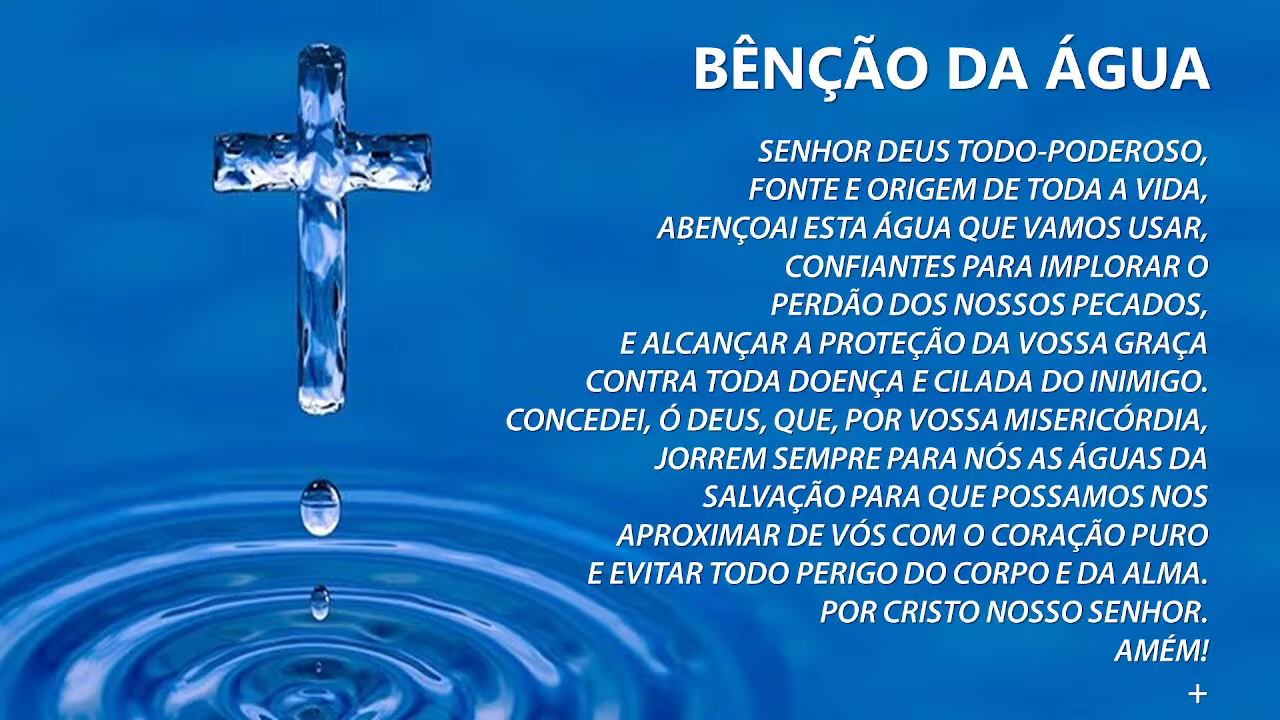 BÊNÇÃO DA ÁGUA
SENHOR DEUS TODO-PODEROSO,
FONTE E ORIGEM DE TODA A VIDA,
ABENÇOAI ESTA ÁGUA QUE VAMOS USAR,
CONFIANTES PARA IMPLORAR O
PERDÃO DOS NOSSOS PECADOS,
E ALCANÇAR A PROTEÇÃO DA VOSSA GRAÇA
CONTRA TODA DOENÇA E CILADA DO INIMIGO.
CONCEDEI, Ó DEUS, QUE, POR VOSSA MISERICÓRDIA,
JORREM SEMPRE PARA NÓS AS ÁGUAS DA
SALVAÇÃO PARA QUE POSSAMOS NOS
APROXIMAR DE VÓS COM O CORAÇÃO PURO
E EVITAR TODO PERIGO DO CORPO E DA ALMA.
POR CRISTO NOSSO SENHOR.
AMÉM!
+